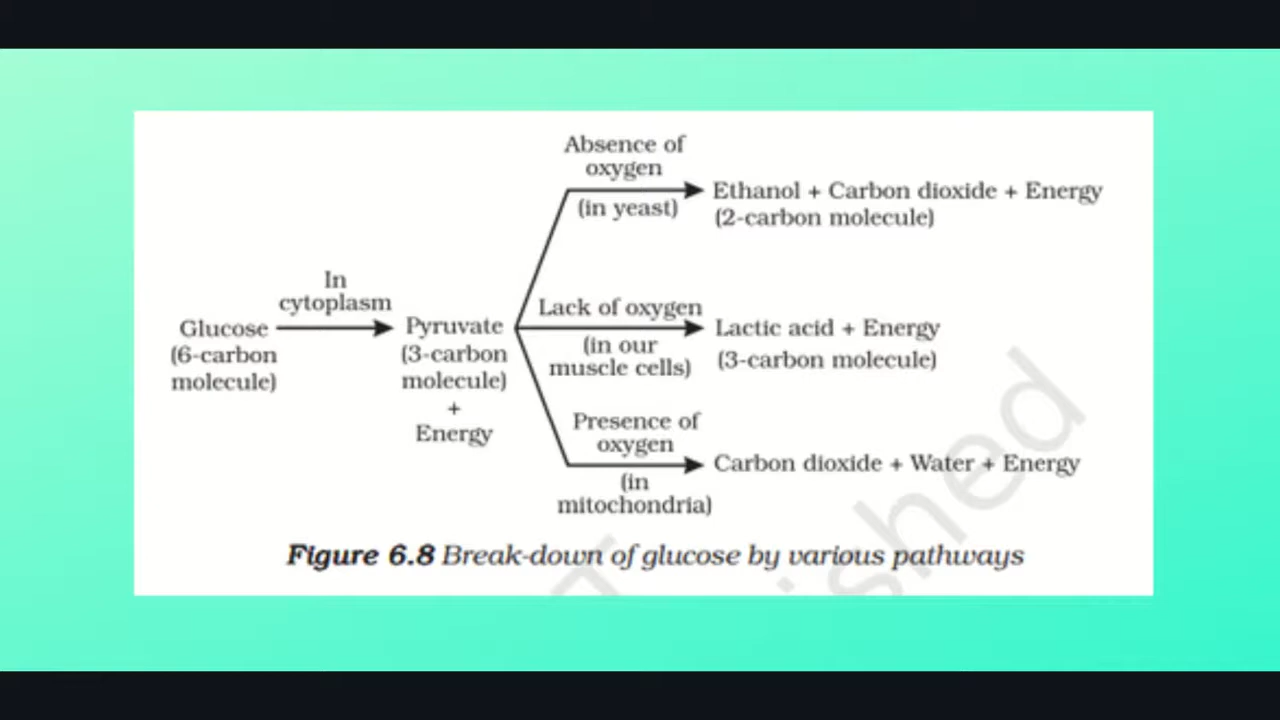 Absence of
oxygen
(in yeast)
Ethanol + Carbon dioxide + Energy
(2-carbon molecule)
In
cytoplasm
Glucose
(6-carbon
molecule)
Pyruvate
(3-carbon
molecule)
+
Energy
Lack of oxygen
(in our
muscle cells)
Lactic acid + Energy
(3-carbon molecule)
Presence of
oxygen
(in
mitochondria)
Carbon dioxide + Water + Energy
Figure 6.8 Break-down of glucose by various pathways